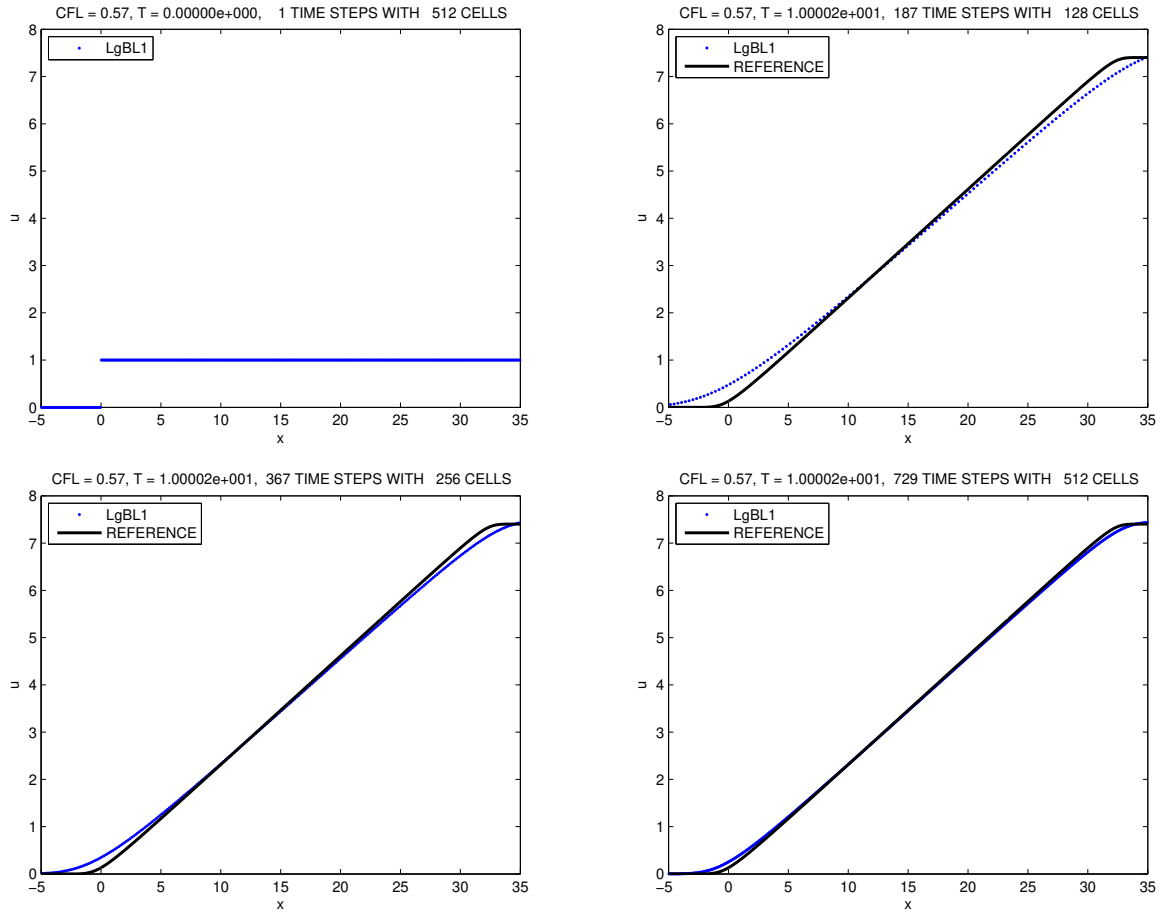 CFL = 0.57, T = 0.00000e+000, 1 TIME STEPS WITH 512 CELLS
8
7
6
5
4
3
2
1
0
u
LgBL1
−5 0 5 10 15 20 25 30 35
x
CFL = 0.57, T = 1.00002e+001, 187 TIME STEPS WITH 128 CELLS
8
7
6
5
4
3
2
1
0
u
LgBL1
REFERENCE
−5 0 5 10 15 20 25 30 35
x
CFL = 0.57, T = 1.00002e+001, 367 TIME STEPS WITH 256 CELLS
8
7
6
5
4
3
2
1
0
u
LgBL1
REFERENCE
−5 0 5 10 15 20 25 30 35
x
CFL = 0.57, T = 1.00002e+001, 729 TIME STEPS WITH 512 CELLS
8
7
6
5
4
3
2
1
0
u
LgBL1
REFERENCE
−5 0 5 10 15 20 25 30 35
x